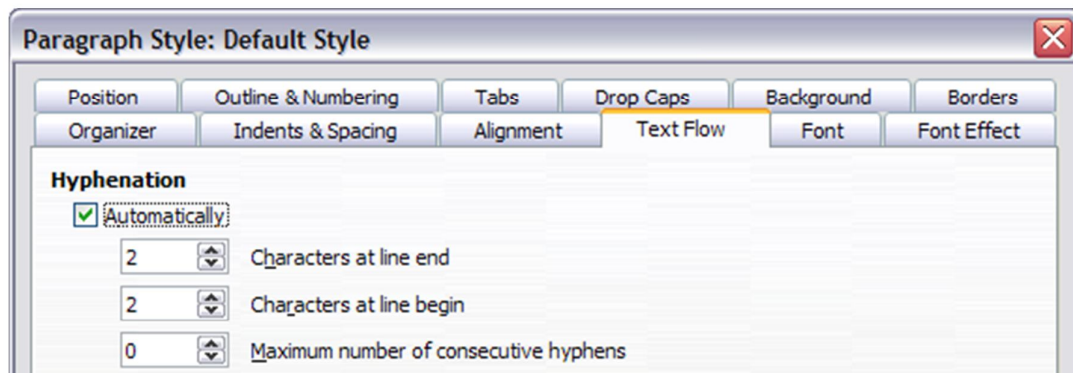 Paragraph Style: Default Style
Position Outline & Numbering Tabs Drop Caps Background Borders
Organizer Indents & Spacing Alignment Text Flow Font Font Effect
Hyphenation
Automatically
2 Characters at line end
2 Characters at line begin
0 Maximum number of consecutive hyphens